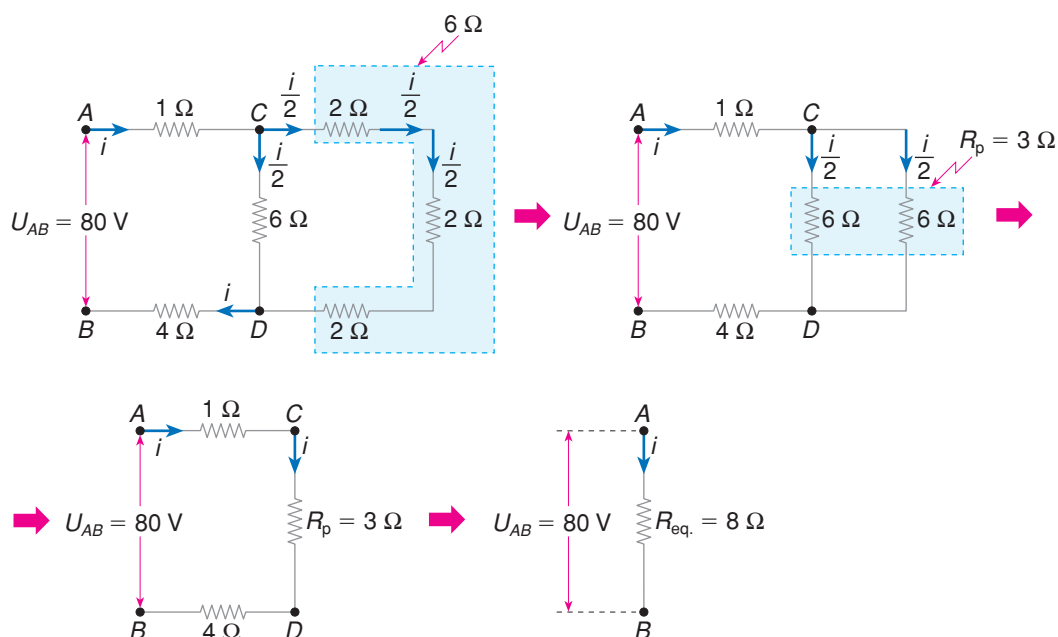 6 Ω
A 1 Ω C i/2 2 Ω i/2
i i/2 i/2
U_AB = 80 V 6 Ω 2 Ω
i
B 4 Ω D 2 Ω
A 1 Ω C
i i/2 i/2 R_p = 3 Ω
U_AB = 80 V 6 Ω 6 Ω
B 4 Ω D
A 1 Ω C
i i
U_AB = 80 V R_p = 3 Ω
B 4 Ω D
A
i
U_AB = 80 V R_eq. = 8 Ω
B